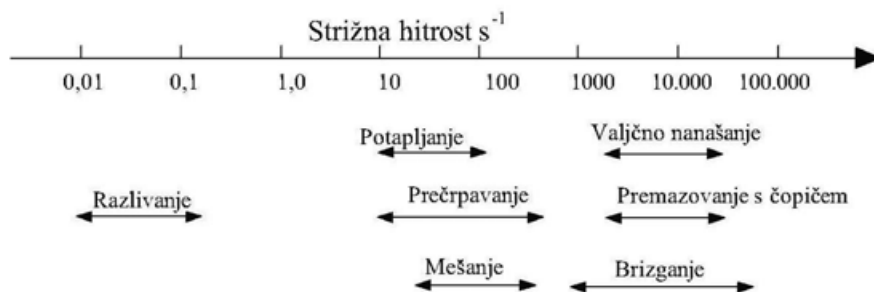 Strižna hitrost s⁻¹
0,01 0,1 1,0 10 100 1000 10.000 100.000
Potapljanje Valjčno nanašanje
Razlivanje Prečrpavanje Premazovanje s čopičem
Mešanje Brizganje